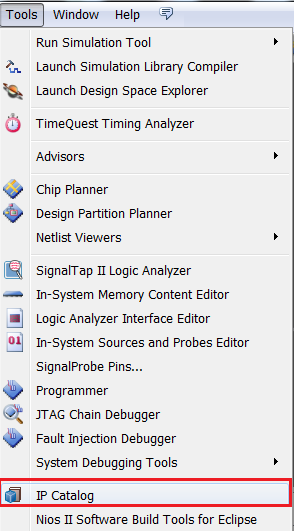 Tools Window Help
Run Simulation Tool
Launch Simulation Library Compiler
Launch Design Space Explorer
TimeQuest Timing Analyzer
Advisors
Chip Planner
Design Partition Planner
Netlist Viewers
SignalTap II Logic Analyzer
In-System Memory Content Editor
Logic Analyzer Interface Editor
In-System Sources and Probes Editor
SignalProbe Pins...
Programmer
JTAG Chain Debugger
Fault Injection Debugger
System Debugging Tools
IP Catalog
Nios II Software Build Tools for Eclipse